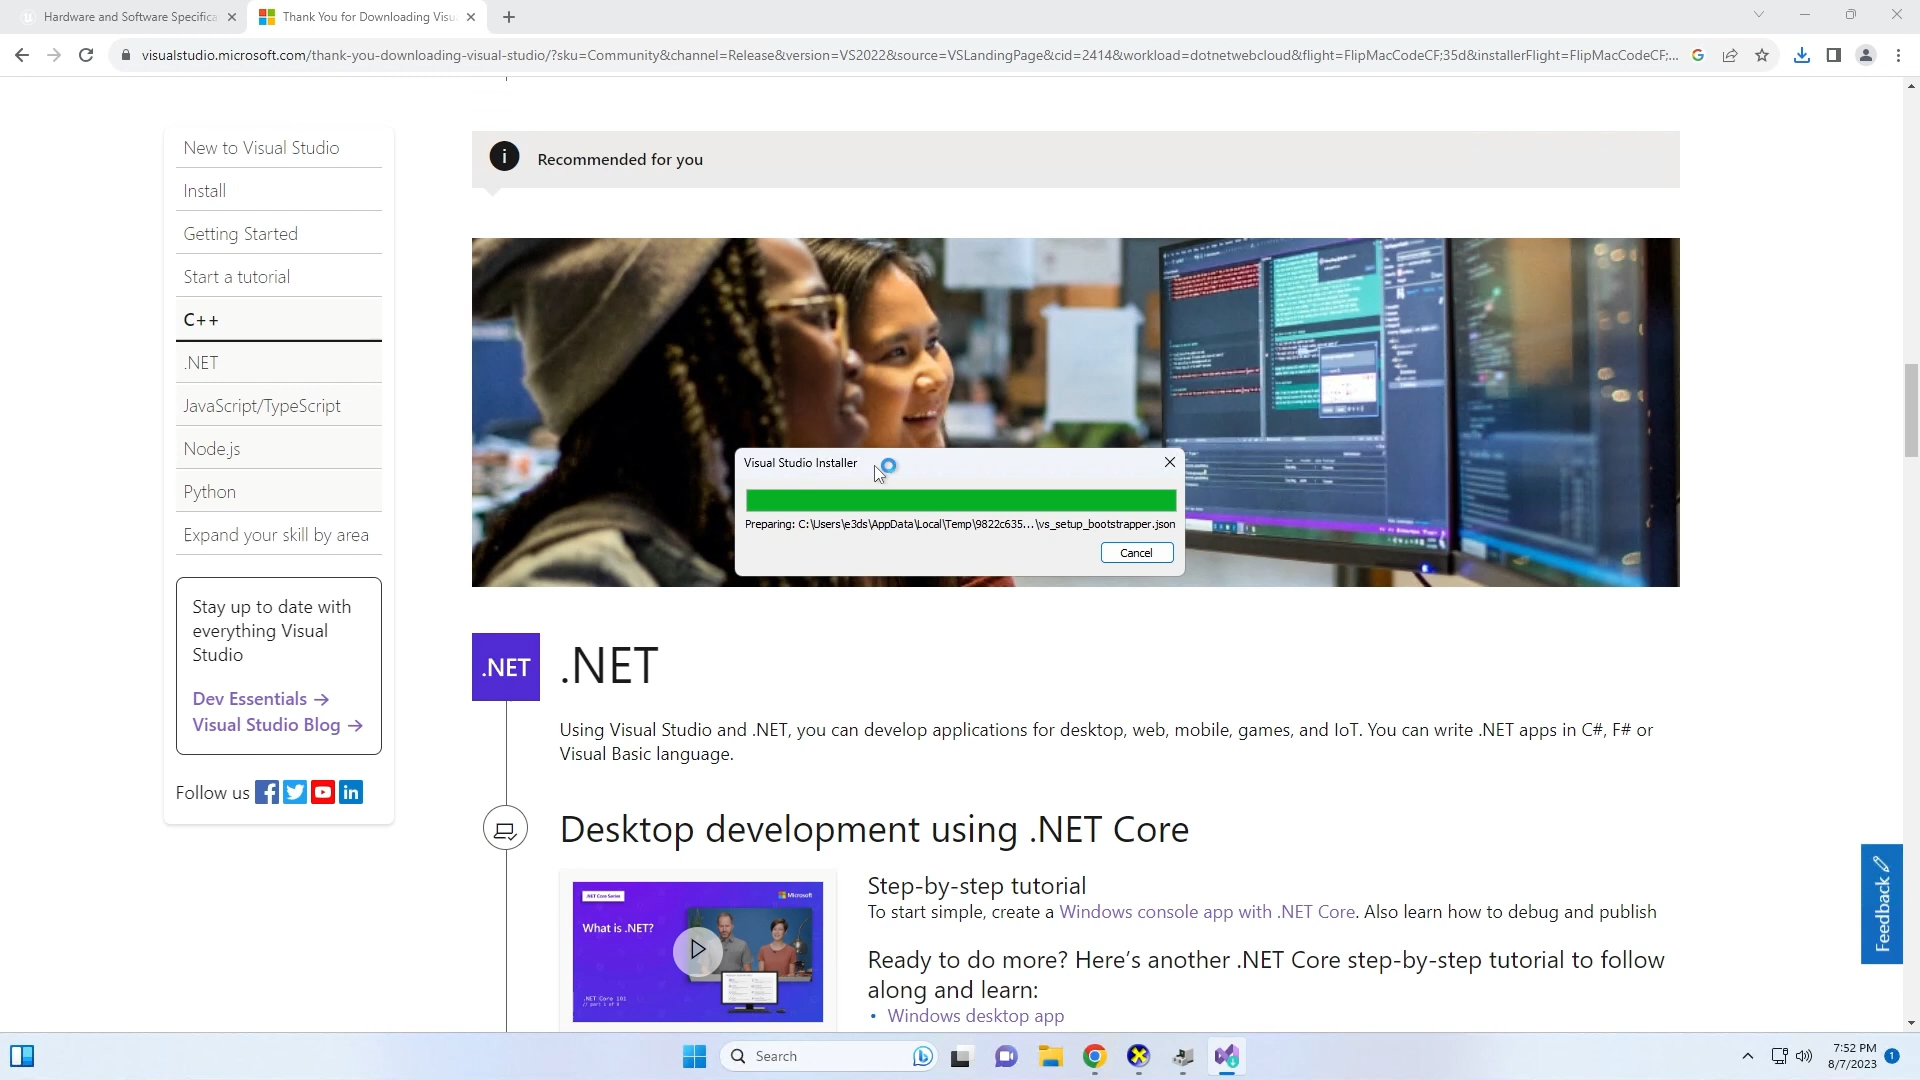 Hardware and Software Specifica
Thank You for Downloading Visu
visualstudio.microsoft.com/thank-you-downloading-visual-studio/?sku=Community&channel=Release&version=VS2022&source=VSLandingPage&cid=2414&workload=dotnetwebcloud&flight=FlipMacCodeCF;35d&installerFlight=FlipMacCodeCF;...
New to Visual Studio
Install
Getting Started
Start a tutorial
C++
.NET
JavaScript/TypeScript
Node.js
Python
Expand your skill by area
Stay up to date with
everything Visual
Studio
Dev Essentials →
Visual Studio Blog →
Follow us
Recommended for you
Visual Studio Installer
Preparing: C:\Users\e3ds\AppData\Local\Temp\9822c635...\vs_setup_bootstrapper.json
Cancel
.NET
.NET
Using Visual Studio and .NET, you can develop applications for desktop, web, mobile, games, and IoT. You can write .NET apps in C#, F# or
Visual Basic language.
Desktop development using .NET Core
.NET Core Series
Microsoft
What is .NET?
.NET Core 101
Step-by-step tutorial
To start simple, create a Windows console app with .NET Core. Also learn how to debug and publish
Ready to do more? Here's another .NET Core step-by-step tutorial to follow
along and learn:
• Windows desktop app
Feedback
Search
7:52 PM
8/7/2023
1